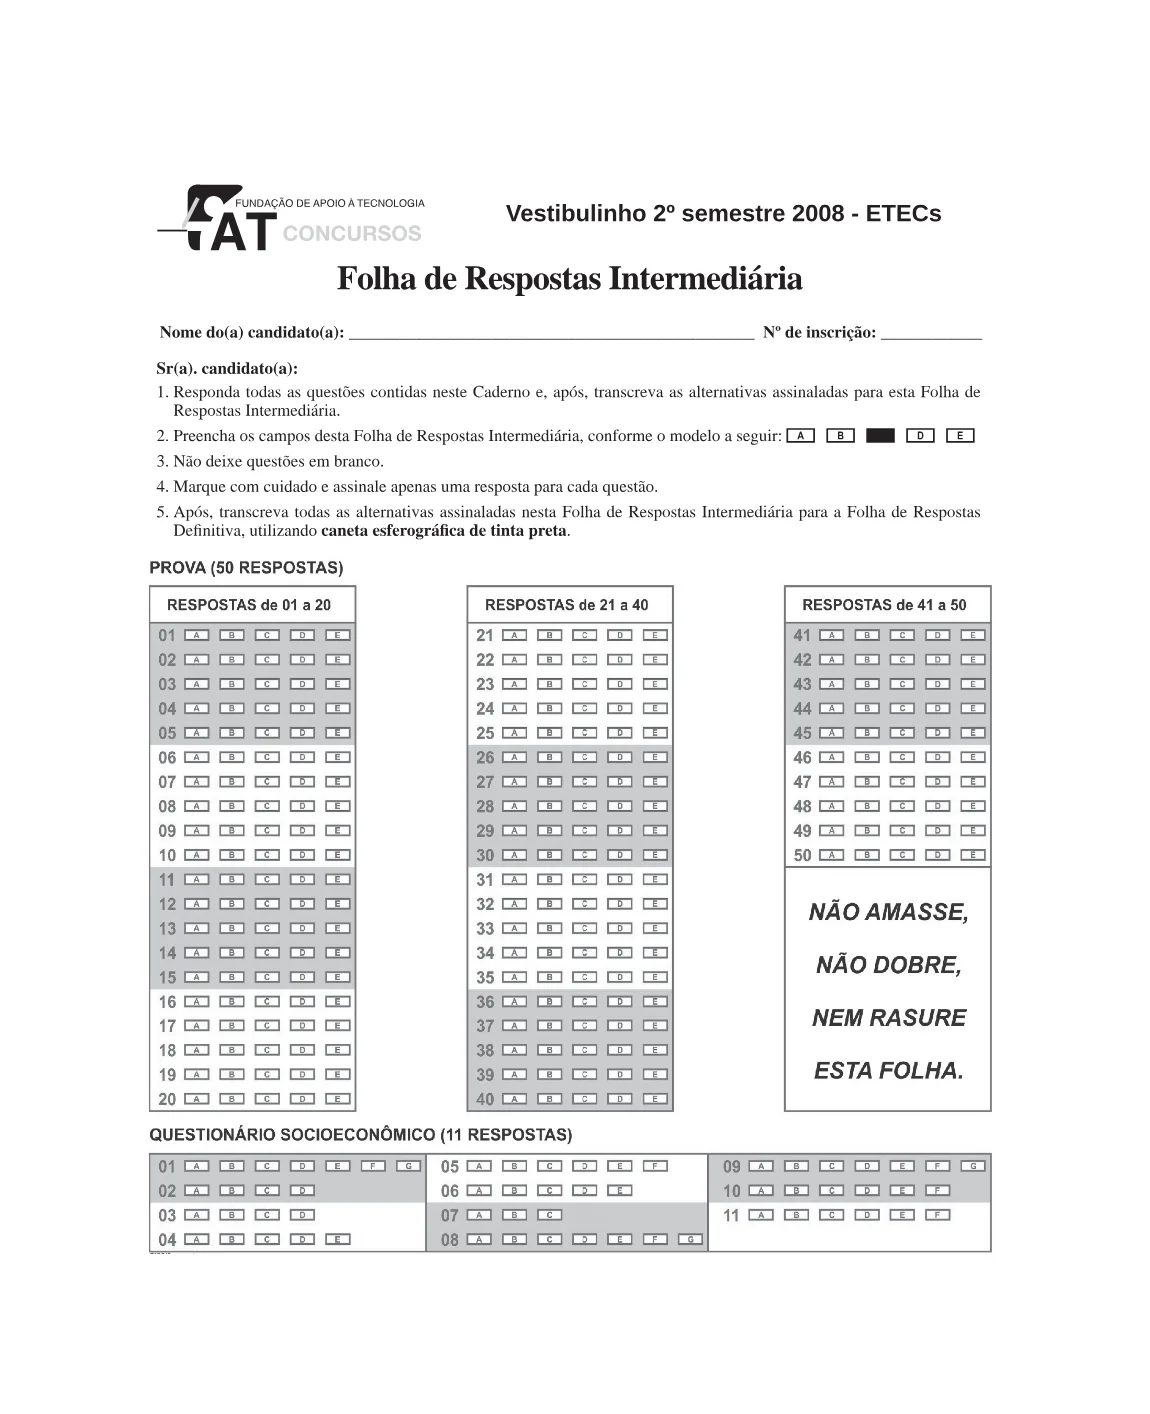 FUNDAÇÃO DE APOIO À TECNOLOGIA
FAT CONCURSOS
Vestibulinho 2º semestre 2008 - ETECs
Folha de Respostas Intermediária
Nome do(a) candidato(a): ________________________________________________ Nº de inscrição: ____________
Sr(a). candidato(a):
1. Responda todas as questões contidas neste Caderno e, após, transcreva as alternativas assinaladas para esta Folha de
Respostas Intermediária.
2. Preencha os campos desta Folha de Respostas Intermediária, conforme o modelo a seguir: A B D E
3. Não deixe questões em branco.
4. Marque com cuidado e assinale apenas uma resposta para cada questão.
5. Após, transcreva todas as alternativas assinaladas nesta Folha de Respostas Intermediária para a Folha de Respostas
Definitiva, utilizando caneta esferográfica de tinta preta.
PROVA (50 RESPOSTAS)
RESPOSTAS de 01 a 20
01 A B C D E
02 A B C D E
03 A B C D E
04 A B C D E
05 A B C D E
06 A B C D E
07 A B C D E
08 A B C D E
09 A B C D E
10 A B C D E
11 A B C D E
12 A B C D E
13 A B C D E
14 A B C D E
15 A B C D E
16 A B C D E
17 A B C D E
18 A B C D E
19 A B C D E
20 A B C D E
RESPOSTAS de 21 a 40
21 A B C D E
22 A B C D E
23 A B C D E
24 A B C D E
25 A B C D E
26 A B C D E
27 A B C D E
28 A B C D E
29 A B C D E
30 A B C D E
31 A B C D E
32 A B C D E
33 A B C D E
34 A B C D E
35 A B C D E
36 A B C D E
37 A B C D E
38 A B C D E
39 A B C D E
40 A B C D E
RESPOSTAS de 41 a 50
41 A B C D E
42 A B C D E
43 A B C D E
44 A B C D E
45 A B C D E
46 A B C D E
47 A B C D E
48 A B C D E
49 A B C D E
50 A B C D E
NÃO AMASSE,
NÃO DOBRE,
NEM RASURE
ESTA FOLHA.
QUESTIONÁRIO SOCIOECONÔMICO (11 RESPOSTAS)
01 A B C D E F G
02 A B C D
03 A B C D
04 A B C D E
05 A B C D E F
06 A B C D E
07 A B C
08 A B C D E F G
09 A B C D E F G
10 A B C D E F
11 A B C D E F